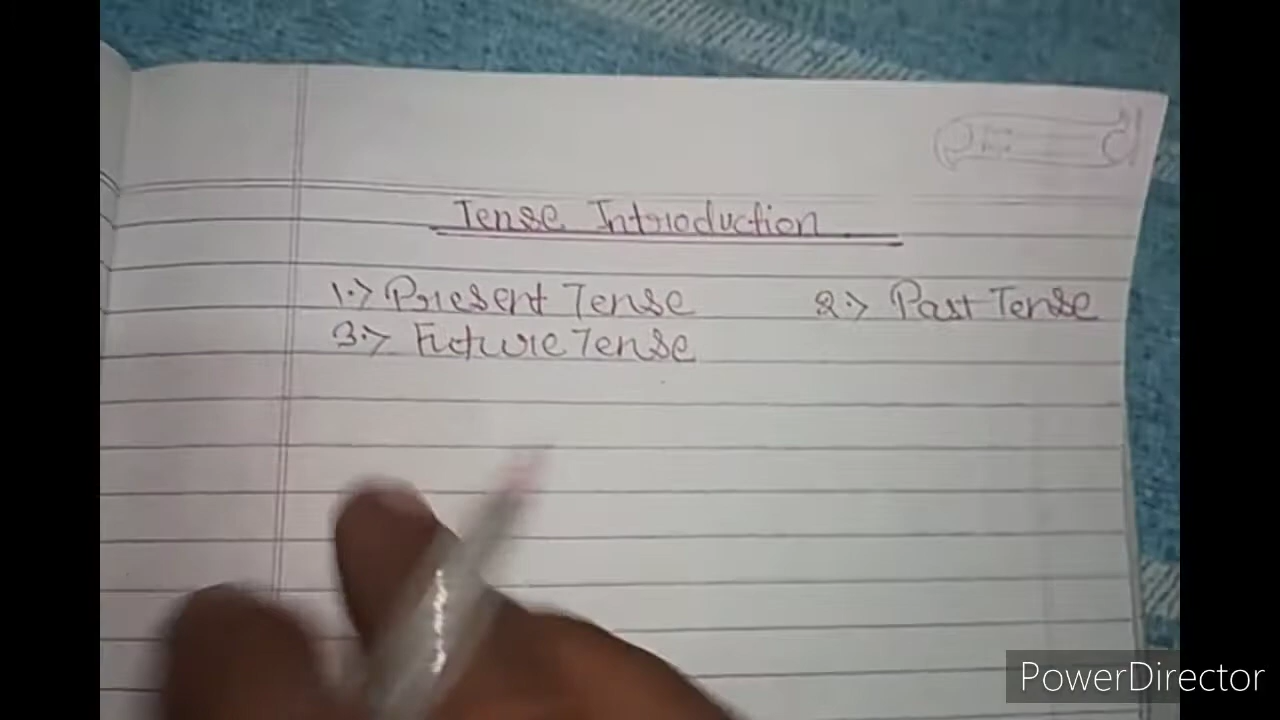 Tense Introduction
1.> Present Tense 2.> Past Tense
3.> Future Tense
PowerDirector